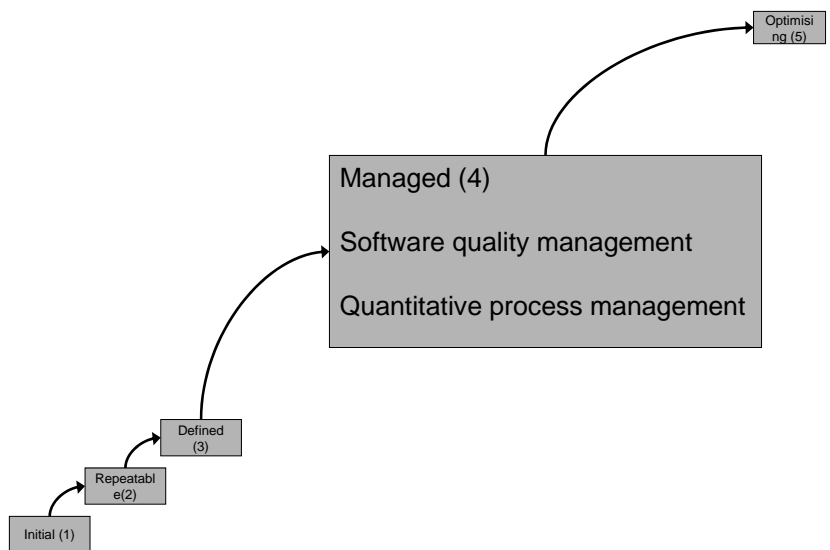 Optimisi
ng (5)
Managed (4)
Software quality management
Quantitative process management
Defined
(3)
Repeatabl
e(2)
Initial (1)